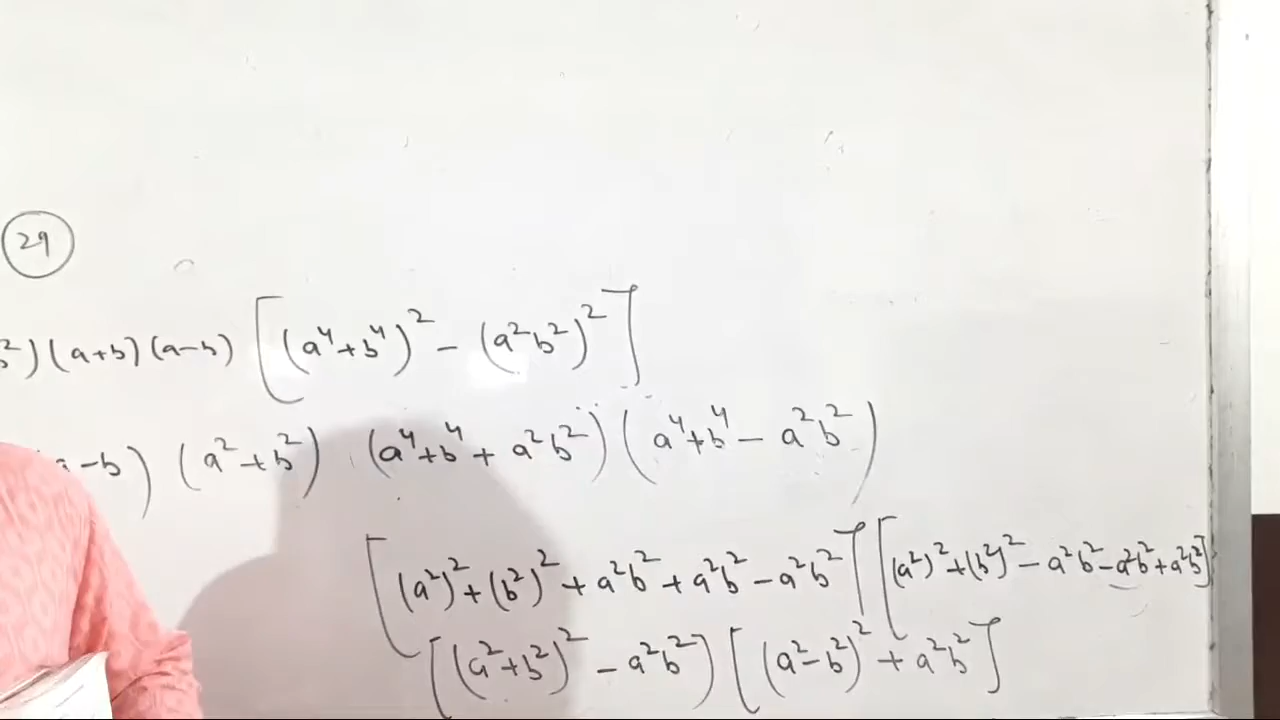 29
b²)(a+b)(a-b) [(a⁴+b⁴)² - (a²b²)²]
a-b) (a²+b²) (a⁴+b⁴ + a²b²)(a⁴+b⁴ - a²b²)
[(a²)²+(b²)²+a²b²+a²b²-a²b²] [(a²)²+(b²)²-a²b²-a²b²+a²b²]
[(a²+b²)² - a²b²) [(a²-b²)² + a²b²]